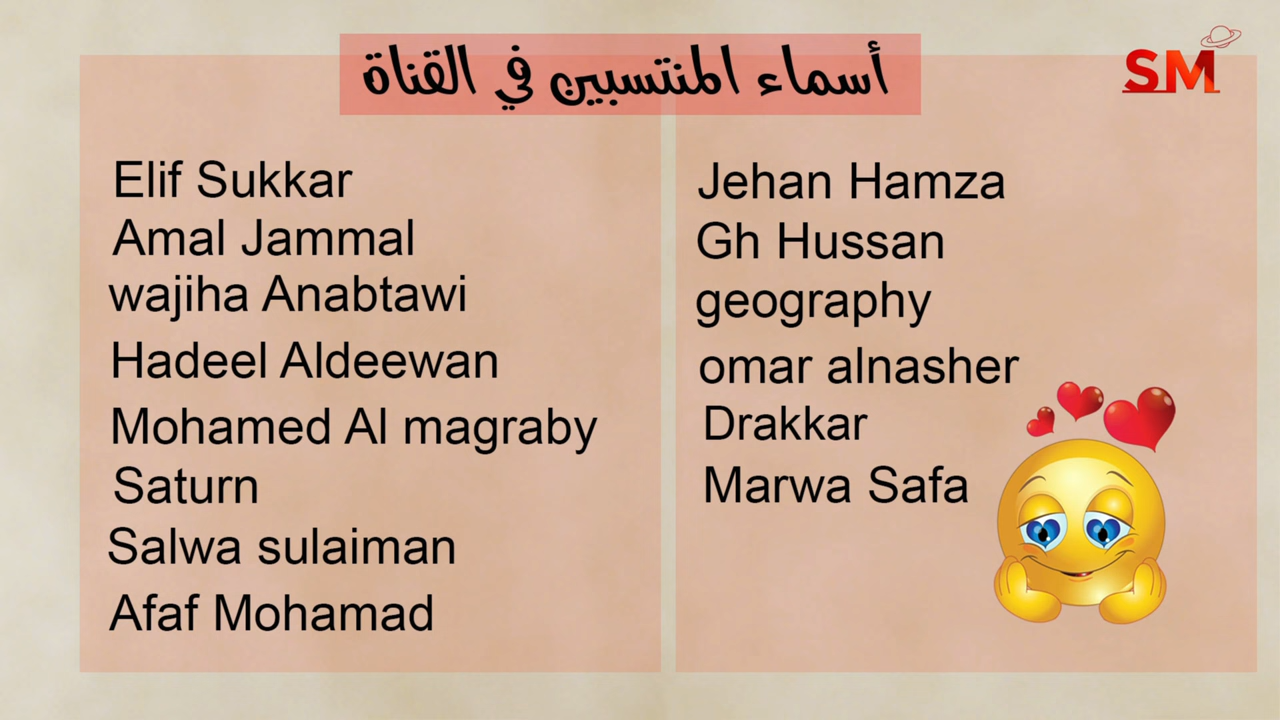 أسماء المنتسبين في القناة
SM
Elif Sukkar
Amal Jammal
wajiha Anabtawi
Hadeel Aldeewan
Mohamed Al magraby
Saturn
Salwa sulaiman
Afaf Mohamad
Jehan Hamza
Gh Hussan
geography
omar alnasher
Drakkar
Marwa Safa